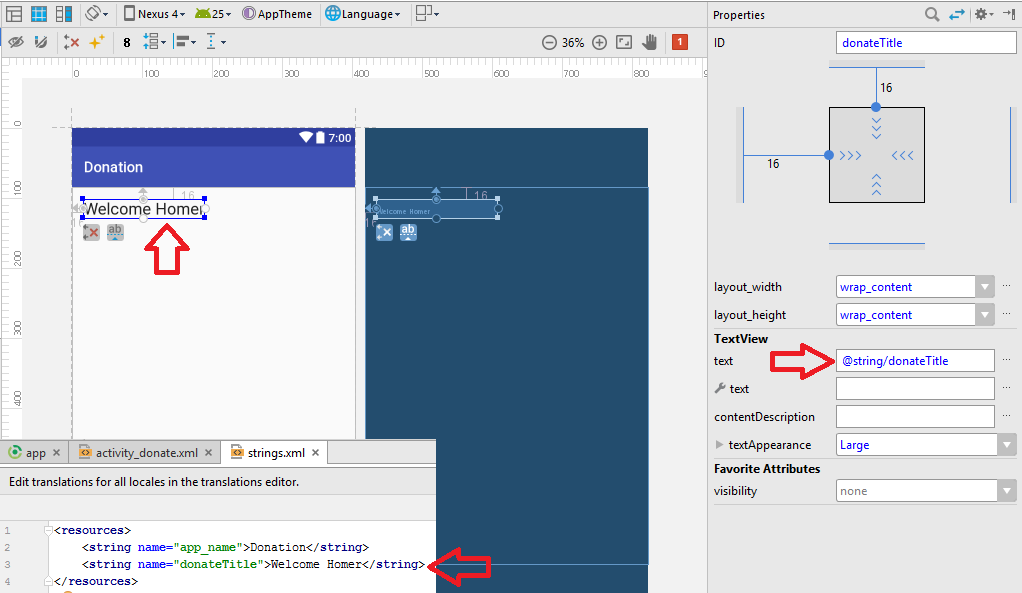 Nexus 4 25 AppTheme Language
Properties
8 36% 1
ID donateTitle
0 100 200 300 400 500 600 700 800
0
100
200
300
400
7:00
Donation
16
Welcome Homer
16
Welcome Homer
ab
ab
16
16
layout_width wrap_content ...
layout_height wrap_content ...
TextView
text @string/donateTitle ...
text ...
contentDescription ...
textAppearance Large
Favorite Attributes
visibility none
app × activity_donate.xml × strings.xml ×
Edit translations for all locales in the translations editor.
1 <resources>
2 <string name="app_name">Donation</string>
3 <string name="donateTitle">Welcome Homer</string>
4 </resources>